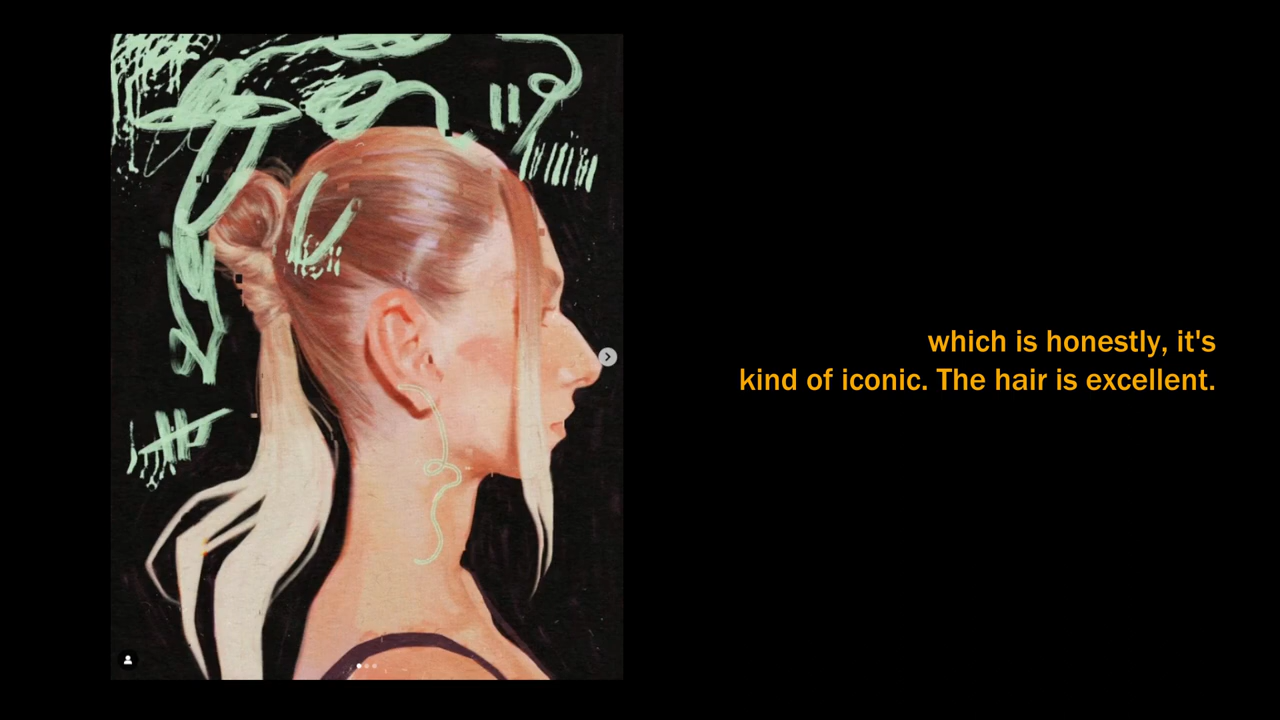 which is honestly, it's
kind of iconic. The hair is excellent.